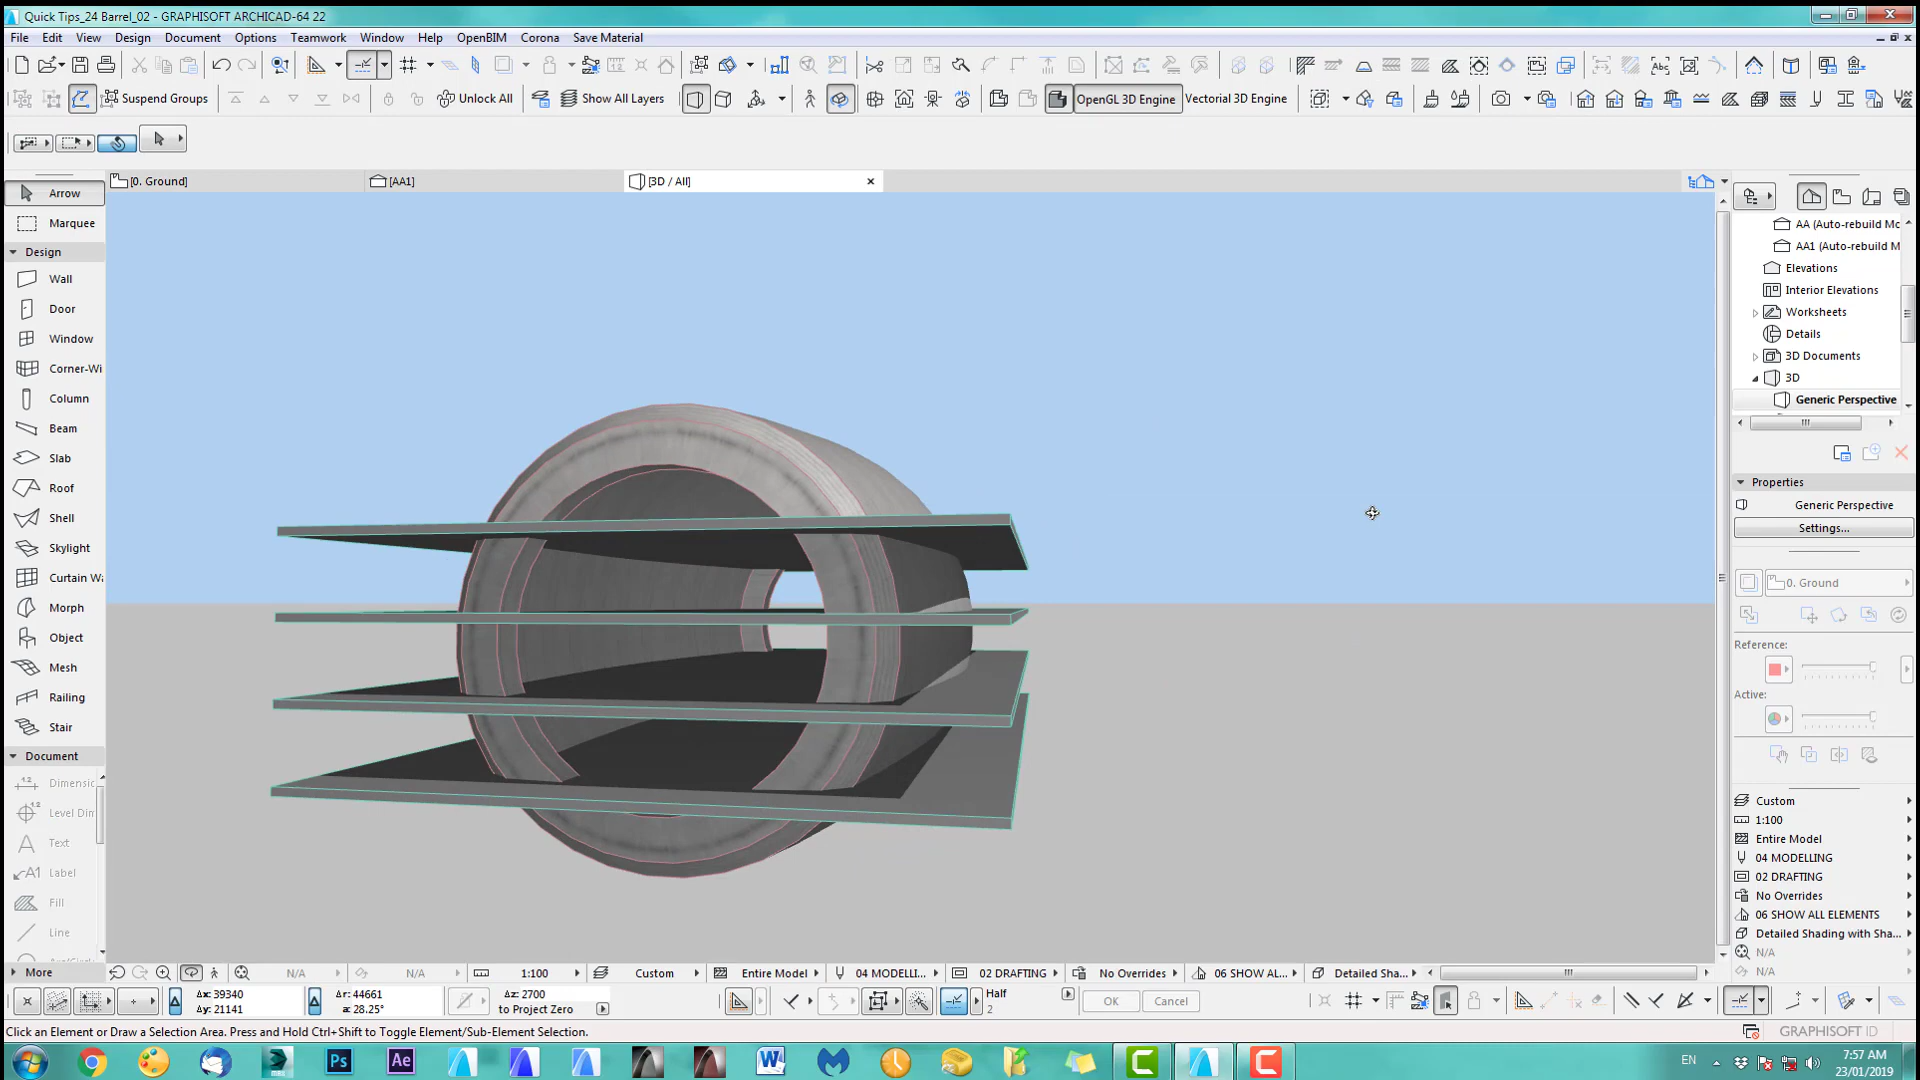 Quick Tips_24 Barrel_02 - GRAPHISOFT ARCHICAD-64 22
File Edit View Design Document Options Teamwork Window Help OpenBIM Corona Save Material
Suspend Groups Unlock All Show All Layers OpenGL 3D Engine Vectorial 3D Engine
[0. Ground] [AA1] [3D / All]
Arrow
Marquee
Design
Wall
Door
Window
Corner-Wi
Column
Beam
Slab
Roof
Shell
Skylight
Curtain Wa
Morph
Object
Mesh
Railing
Stair
Document
Dimensic
Level Dim
Text
Label
Fill
Line
More
AA (Auto-rebuild Mc
AA1 (Auto-rebuild M
Elevations
Interior Elevations
Worksheets
Details
3D Documents
3D
Generic Perspective
Properties
Generic Perspective
Settings...
0. Ground
Reference:
Active:
Custom
1:100
Entire Model
04 MODELLING
02 DRAFTING
No Overrides
06 SHOW ALL ELEMENTS
Detailed Shading with Sha...
N/A
N/A
N/A N/A 1:100 Custom Entire Model 04 MODELLI... 02 DRAFTING No Overrides 06 SHOW AL... Detailed Sha...
Δx: 39340 Δr: 44661 Δz: 2700 Half
Δy: 21141 a: 28.25° to Project Zero 2
OK Cancel
Click an Element or Draw a Selection Area. Press and Hold Ctrl+Shift to Toggle Element/Sub-Element Selection.
GRAPHISOFT ID
Ps Ae W
EN
7:57 AM
23/01/2019